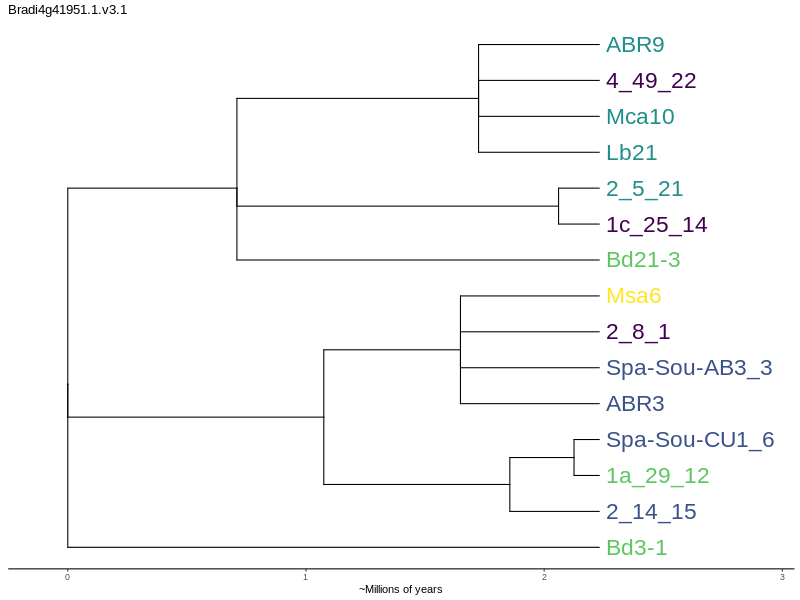 Bradi4g41951.1.v3.1
ABR9
4_49_22
Mca10
Lb21
2_5_21
1c_25_14
Bd21-3
Msa6
2_8_1
Spa-Sou-AB3_3
ABR3
Spa-Sou-CU1_6
1a_29_12
2_14_15
Bd3-1
0 1 2 3
~Millions of years